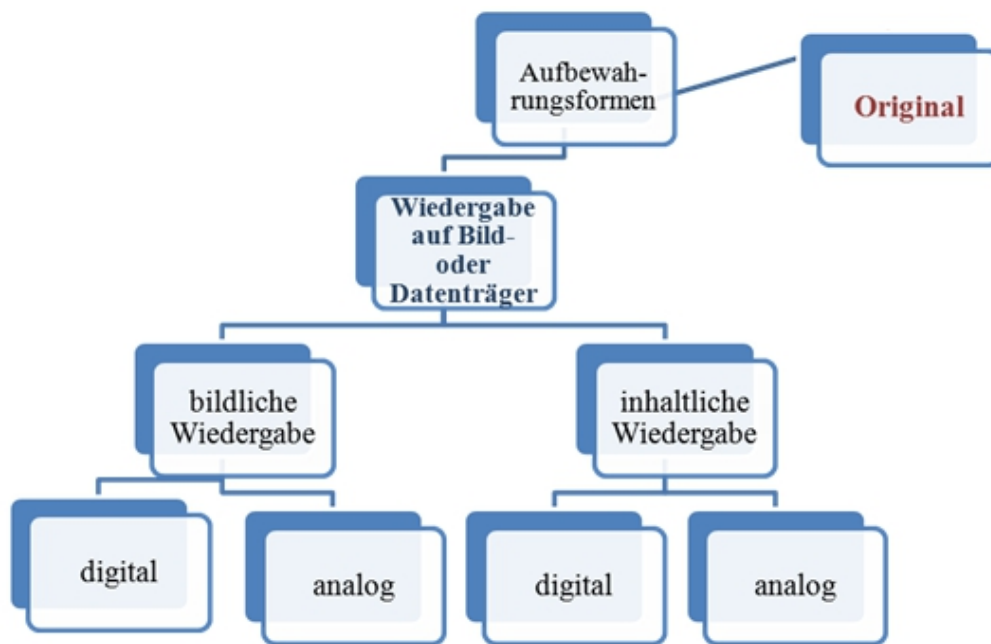 Aufbewah-
rungsformen
Original
Wiedergabe
auf Bild-
oder
Datenträger
bildliche
Wiedergabe
inhaltliche
Wiedergabe
digital
analog
digital
analog